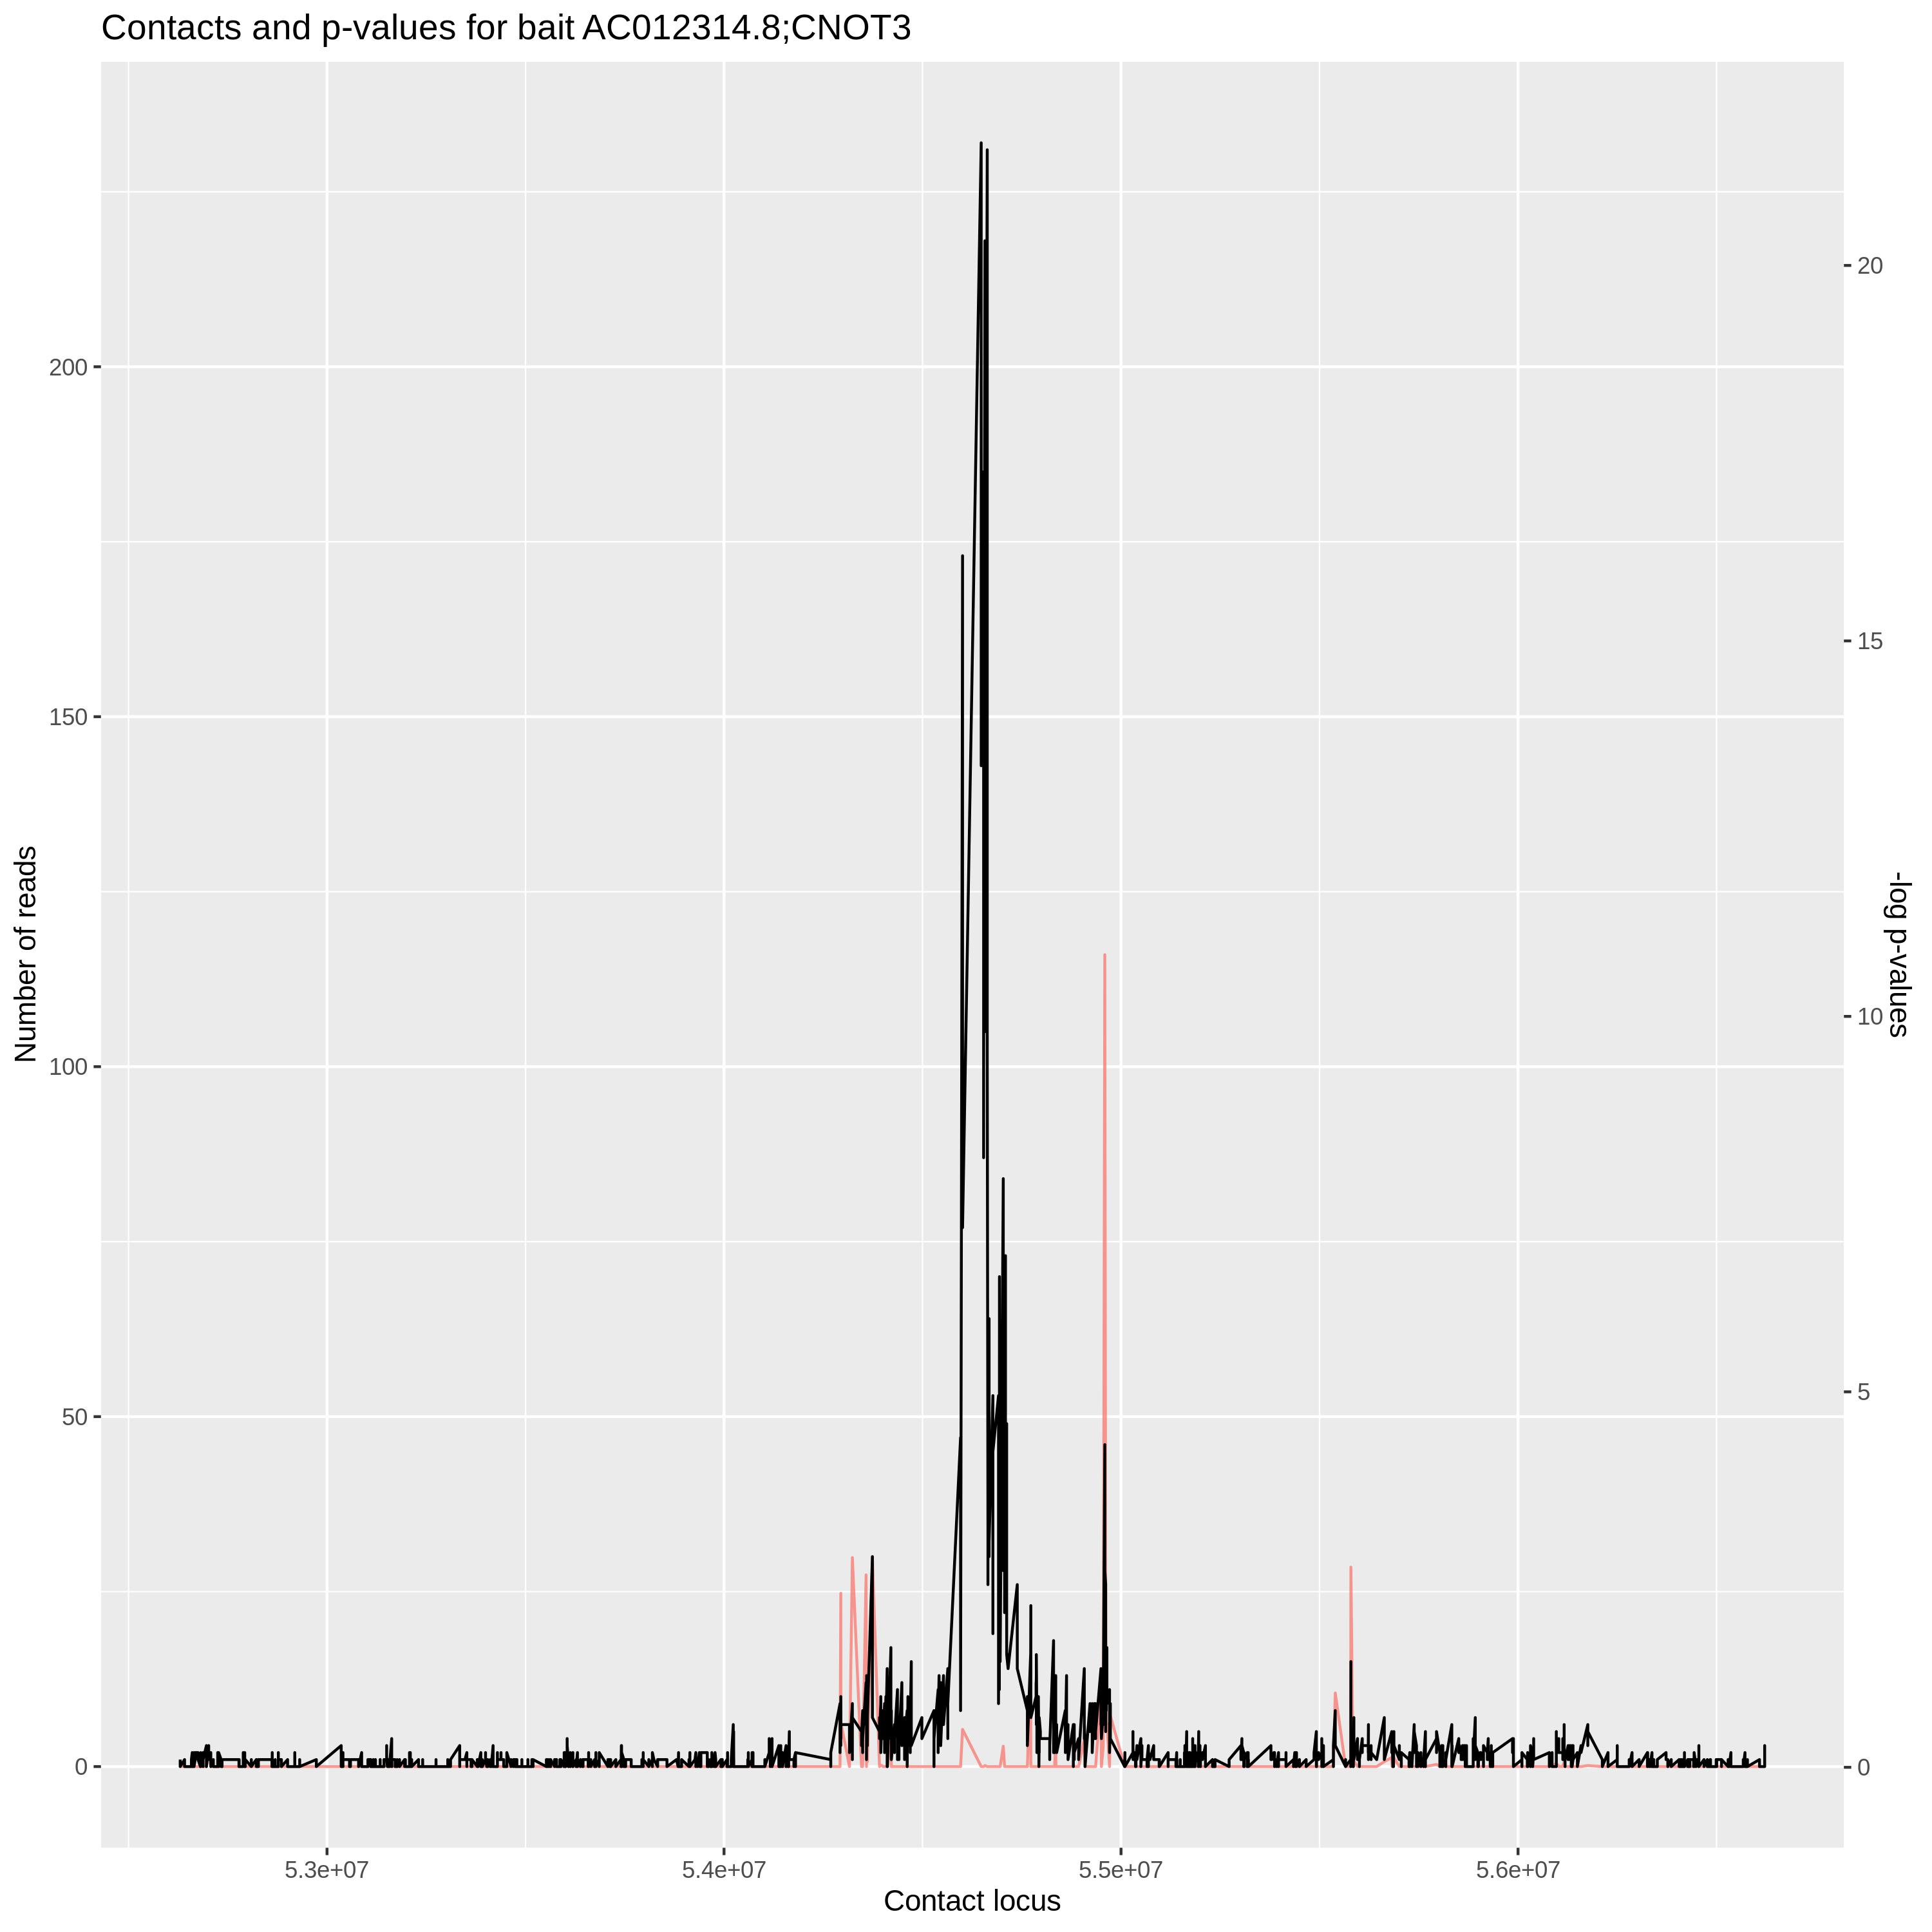 Contacts and p-values for bait AC012314.8;CNOT3
200
150
100
50
0
Number of reads
20
15
10
5
0
-log p-values
5.3e+07 5.4e+07 5.5e+07 5.6e+07
Contact locus